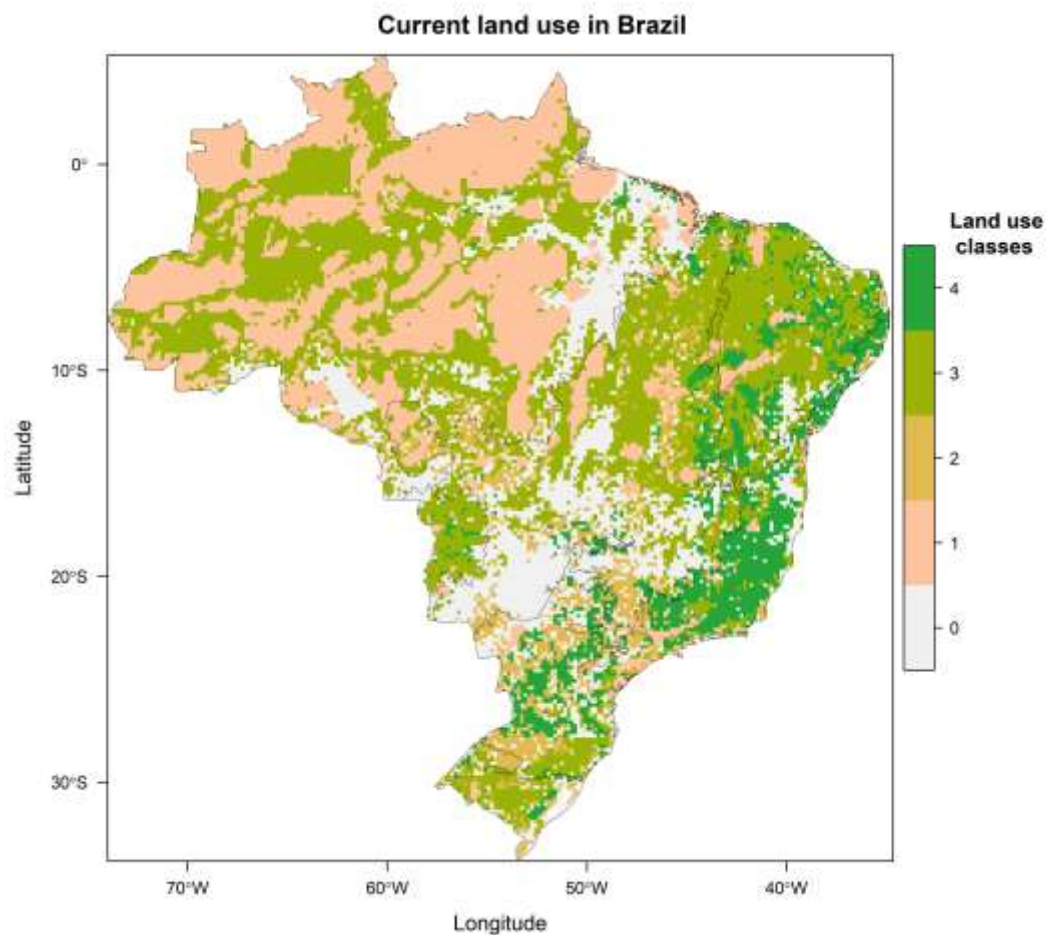 Current land use in Brazil
0°
10°S
20°S
30°S
Latitude
70°W
60°W
50°W
40°W
Longitude
Land use
classes
4
3
2
1
0